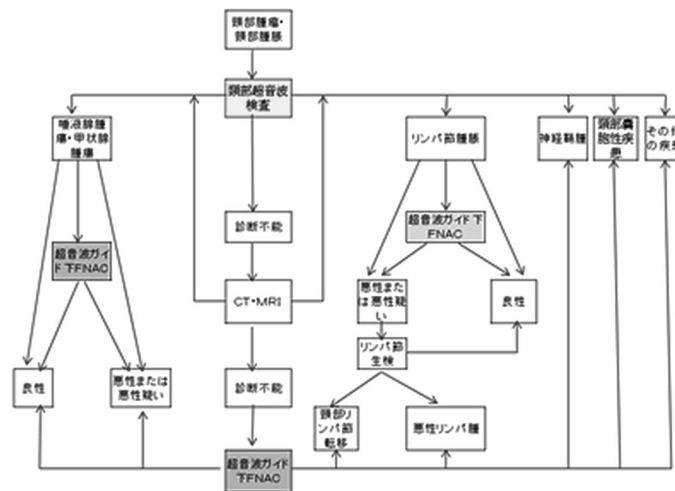 頸部腫瘤・
頸部腫脹
頸部超音波
検査
唾液腺腫
瘍・甲状腺
腫瘍
リンパ節腫脹
神経鞘腫
頸部嚢
胞性疾
患
その他
の疾患
診断不能
超音波ガイド下
FNAC
超音波ガイ
ド下FNAC
CT・MRI
悪性また
は悪性疑
い
良性
リンパ節
生検
良性
悪性または
悪性疑い
診断不能
頸部リ
ンパ節
転移
悪性リンパ腫
超音波ガイド
下FNAC